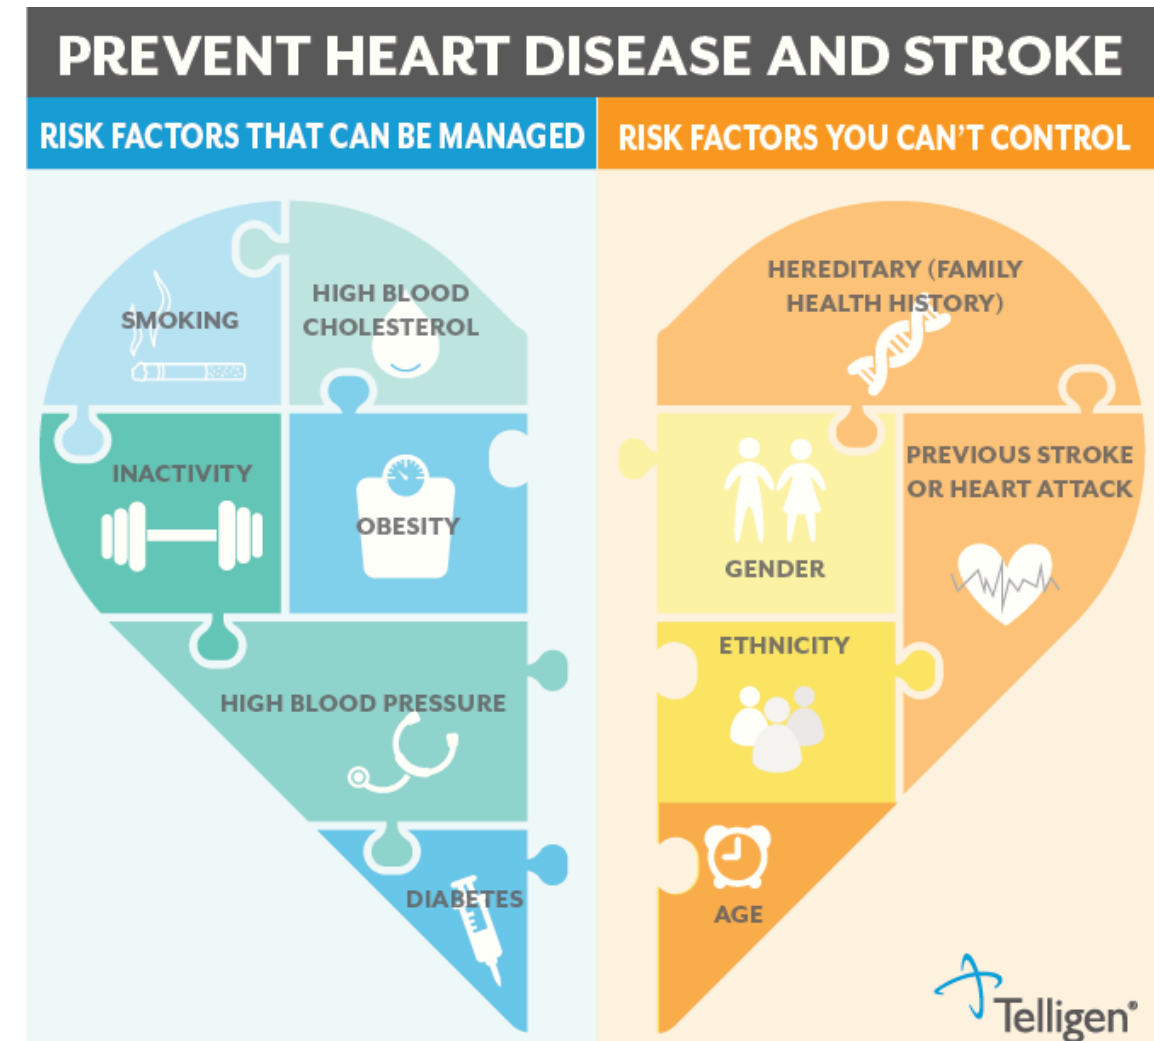 PREVENT HEART DISEASE AND STROKE
RISK FACTORS THAT CAN BE MANAGED
SMOKING
HIGH BLOOD
CHOLESTEROL
INACTIVITY
OBESITY
HIGH BLOOD PRESSURE
DIABETES
RISK FACTORS YOU CAN'T CONTROL
HEREDITARY (FAMILY
HEALTH HISTORY)
GENDER
PREVIOUS STROKE
OR HEART ATTACK
ETHNICITY
AGE
Telligen®